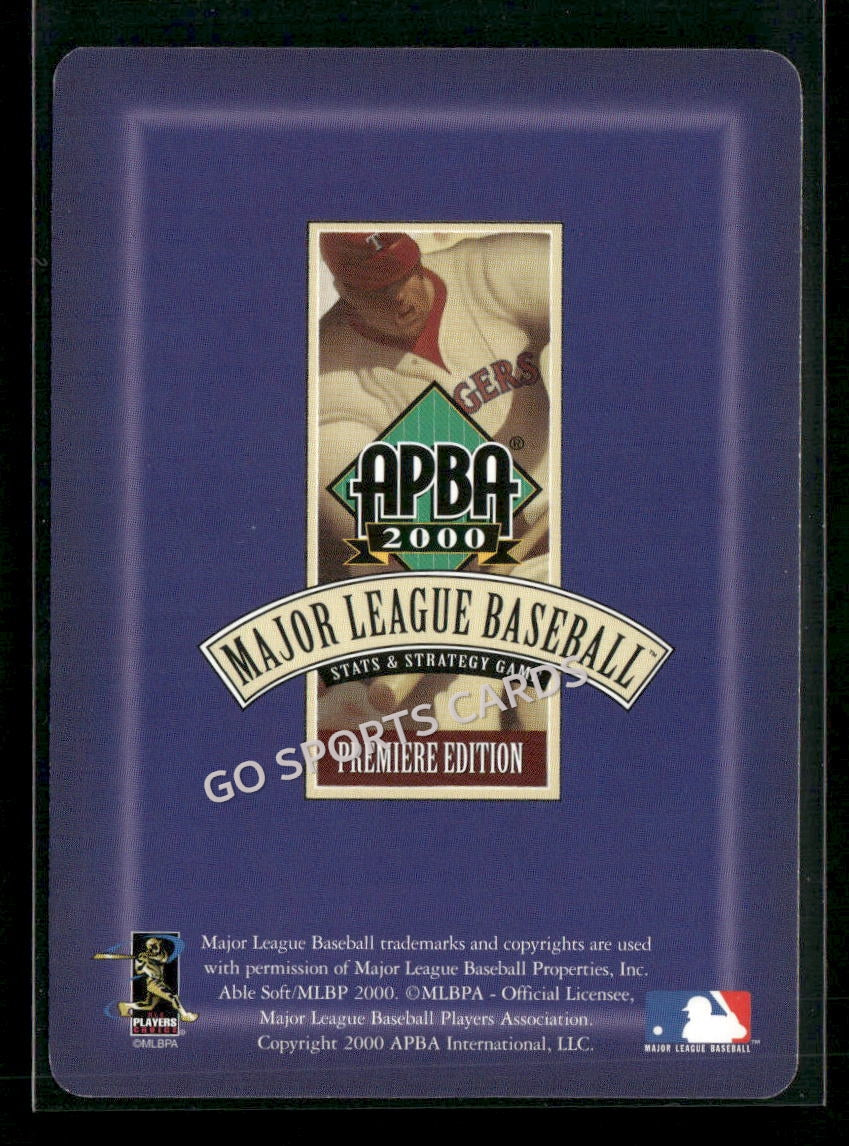 T
GERS
APBA®
2000
MAJOR LEAGUE BASEBALL™
STATS & STRATEGY GAME
GO SPORTS CARDS
PREMIERE EDITION
Major League Baseball trademarks and copyrights are used
with permission of Major League Baseball Properties, Inc.
Able Soft/MLBP 2000. ©MLBPA - Official Licensee,
Major League Baseball Players Association.
Copyright 2000 APBA International, LLC.
PLAYERS
CHOICE®
©MLBPA
MAJOR LEAGUE BASEBALL™